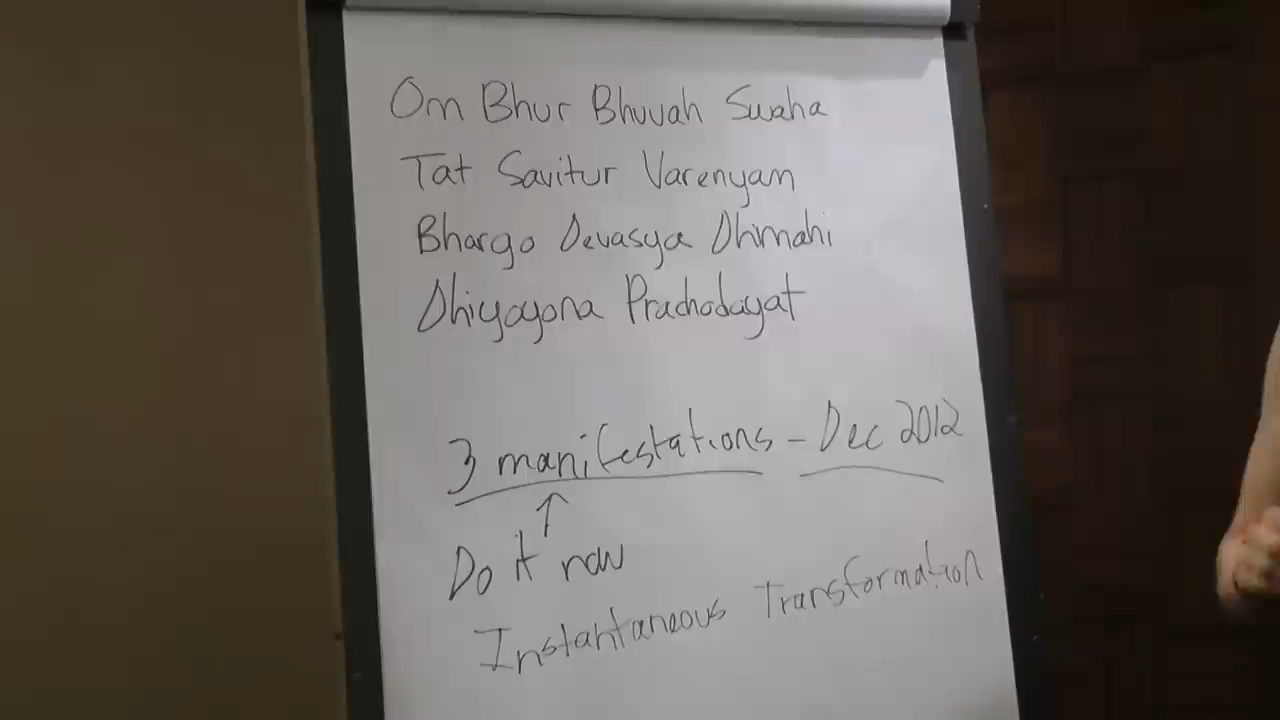 Om Bhur Bhuvah Swaha
Tat Savitur Varenyam
Bhargo Devasya Dhimahi
Dhiyoyona Prachodayat
3 manifestations - Dec 2012
↑
Do it now
Instantaneous Transformation